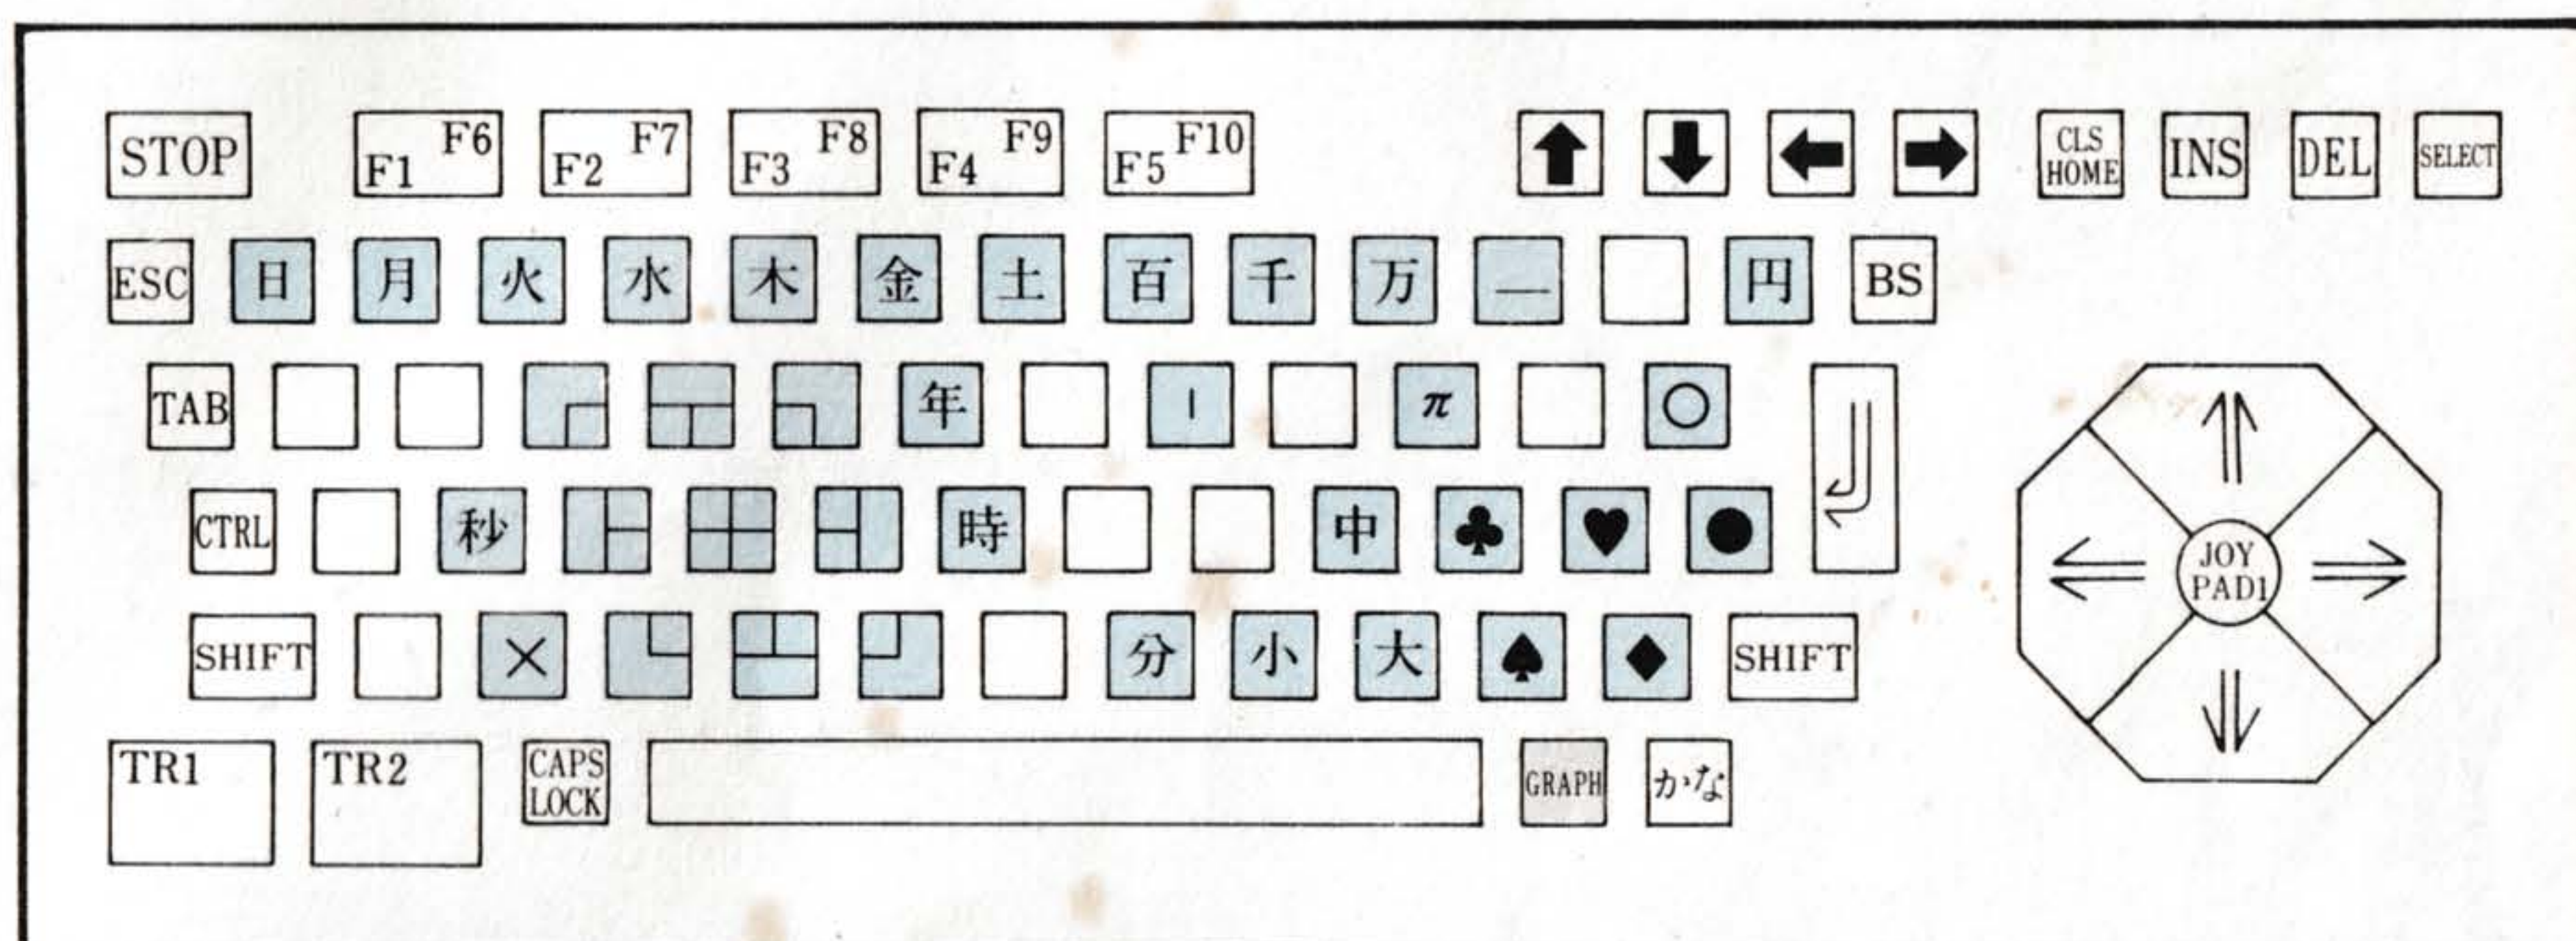 STOP F1 F6 F2 F7 F3 F8 F4 F9 F5 F10 ↑ ↓ ← → CLS HOME INS DEL SELECT
ESC 日 月 火 水 木 金 土 百 千 万 — 円 BS
TAB ┌ ┬ ┐ 年 | π ○
CTRL 秒 ├ ┼ ┤ 時 中 ♣ ♥ ●
SHIFT × └ ┴ ┘ 分 小 大 ♠ ◆ SHIFT
TR1 TR2 CAPS LOCK GRAPH かな
JOY
PAD1